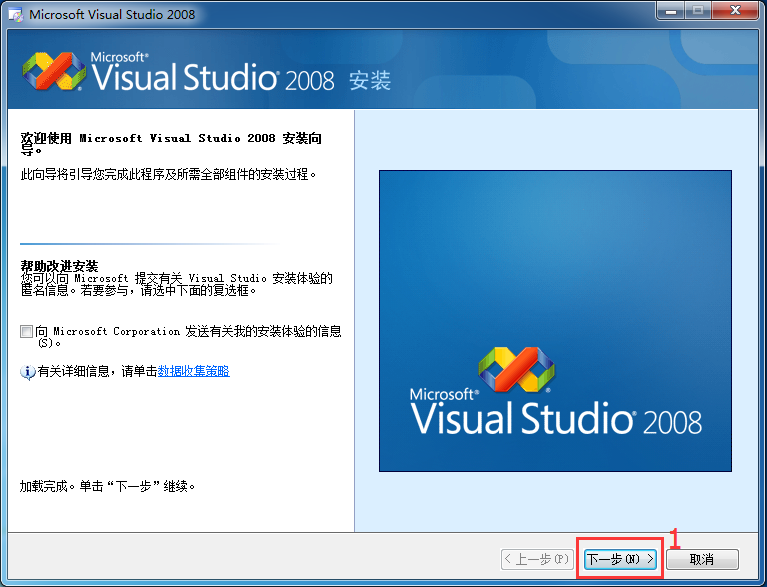 Microsoft Visual Studio 2008
Microsoft®
Visual Studio® 2008 安装
欢迎使用 Microsoft Visual Studio 2008 安装向
导。
此向导将引导您完成此程序及所需全部组件的安装过程。
帮助改进安装
您可以向 Microsoft 提交有关 Visual Studio 安装体验的
匿名信息。若要参与，请选中下面的复选框。
向 Microsoft Corporation 发送有关我的安装体验的信息
(S)。
有关详细信息，请单击数据收集策略
加载完成。单击“下一步”继续。
Microsoft®
Visual Studio® 2008
1
< 上一步(P)
下一步(N) >
取消